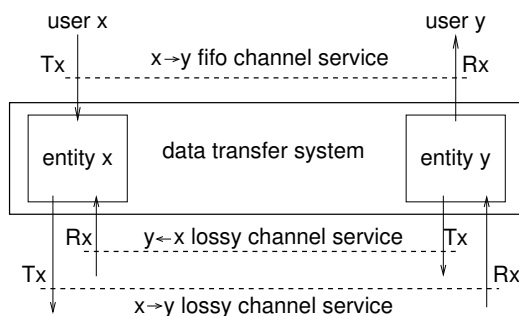 user x
user y
Tx
x→y fifo channel service
Rx
entity x
data transfer system
entity y
Rx
y←x lossy channel service
Tx
Tx
Rx
x→y lossy channel service